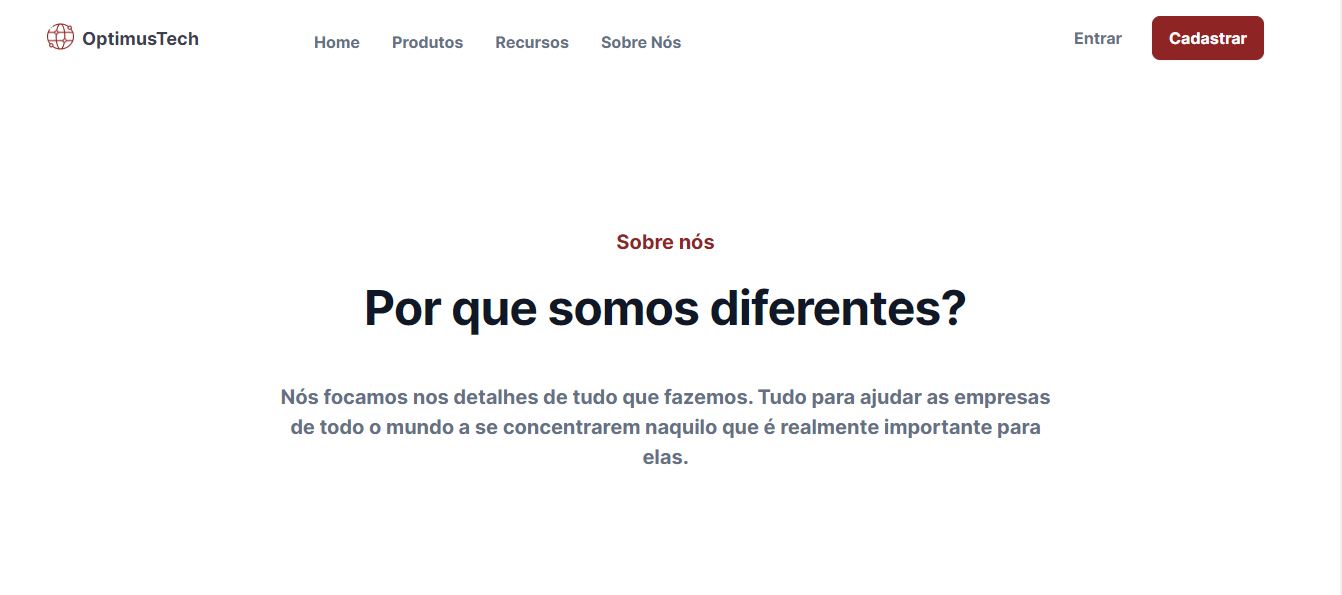 OptimusTech
Home Produtos Recursos Sobre Nós
Entrar Cadastrar
Sobre nós
Por que somos diferentes?
Nós focamos nos detalhes de tudo que fazemos. Tudo para ajudar as empresas
de todo o mundo a se concentrarem naquilo que é realmente importante para
elas.